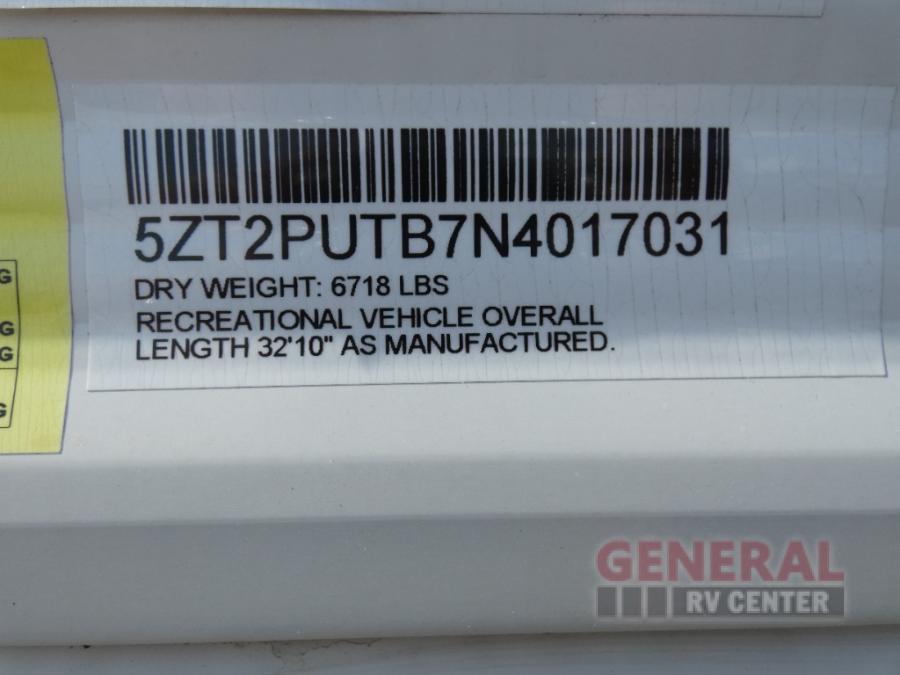 5ZT2PUTB7N4017031
DRY WEIGHT: 6718 LBS
RECREATIONAL VEHICLE OVERALL
LENGTH 32'10" AS MANUFACTURED.
G
G
G
G
GENERAL
RV CENTER